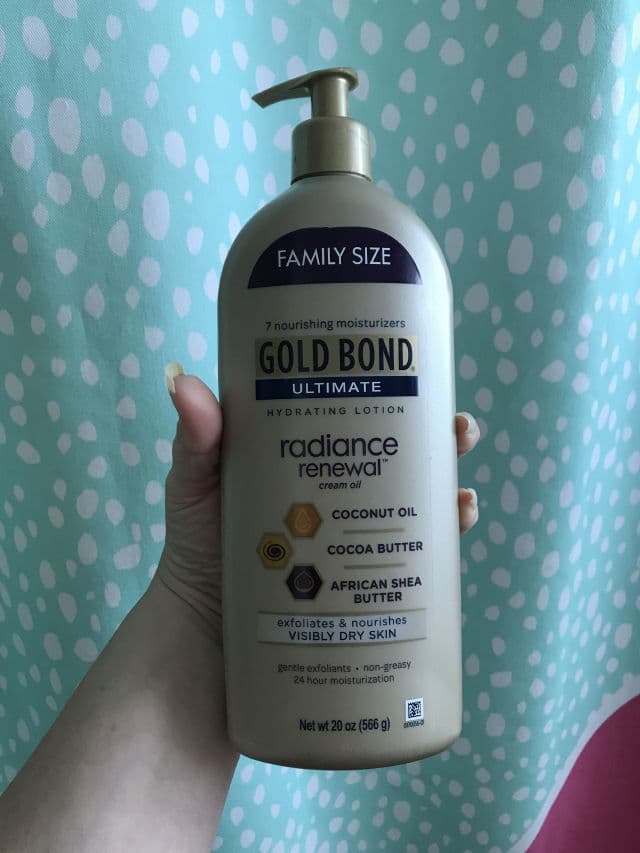 FAMILY SIZE
7 nourishing moisturizers
GOLD BOND®
ULTIMATE
HYDRATING LOTION
radiance
renewal™
cream oil
COCONUT OIL
COCOA BUTTER
AFRICAN SHEA
BUTTER
exfoliates & nourishes
VISIBLY DRY SKIN
gentle exfoliants • non-greasy
24 hour moisturization
Net wt 20 oz (566 g)